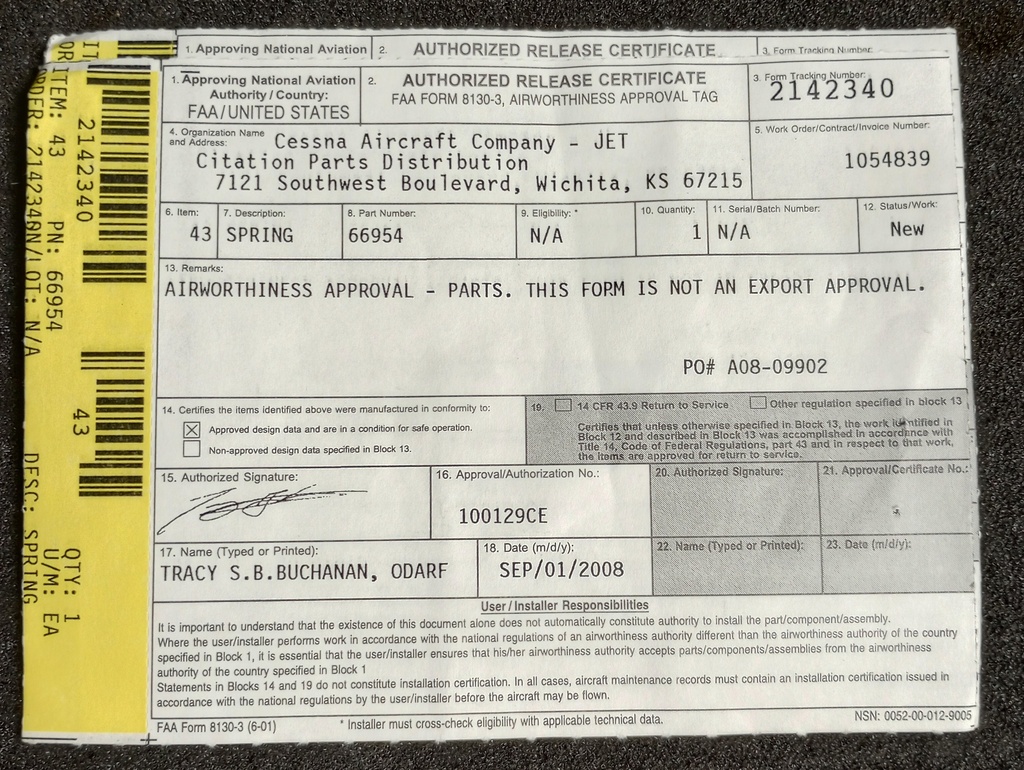 1. Approving National Aviation 2. AUTHORIZED RELEASE CERTIFICATE 3. Form Tracking Number:
1. Approving National Aviation
Authority / Country:
FAA/UNITED STATES
2. AUTHORIZED RELEASE CERTIFICATE
FAA FORM 8130-3, AIRWORTHINESS APPROVAL TAG
3. Form Tracking Number:
2142340
4. Organization Name
and Address:
Cessna Aircraft Company - JET
Citation Parts Distribution
7121 Southwest Boulevard, Wichita, KS 67215
5. Work Order/Contract/Invoice Number:
1054839
6. Item:
43
7. Description:
SPRING
8. Part Number:
66954
9. Eligibility: *
N/A
10. Quantity:
1
11. Serial/Batch Number:
N/A
12. Status/Work:
New
13. Remarks:
AIRWORTHINESS APPROVAL - PARTS. THIS FORM IS NOT AN EXPORT APPROVAL.
PO# A08-09902
14. Certifies the items identified above were manufactured in conformity to:
Approved design data and are in a condition for safe operation.
Non-approved design data specified in Block 13.
19. 14 CFR 43.9 Return to Service Other regulation specified in block 13
Certifies that unless otherwise specified in Block 13, the work identified in
Block 12 and described in Block 13 was accomplished in accordance with
Title 14, Code of Federal Regulations, part 43 and in respect to that work,
the items are approved for return to service.
15. Authorized Signature:
16. Approval/Authorization No.:
100129CE
20. Authorized Signature:
21. Approval/Certificate No.:
17. Name (Typed or Printed):
TRACY S.B.BUCHANAN, ODARF
18. Date (m/d/y):
SEP/01/2008
22. Name (Typed or Printed):
23. Date (m/d/y):
User/Installer Responsibilities
It is important to understand that the existence of this document alone does not automatically constitute authority to install the part/component/assembly.
Where the user/installer performs work in accordance with the national regulations of an airworthiness authority different than the airworthiness authority of the country
specified in Block 1, it is essential that the user/installer ensures that his/her airworthiness authority accepts parts/components/assemblies from the airworthiness
authority of the country specified in Block 1
Statements in Blocks 14 and 19 do not constitute installation certification. In all cases, aircraft maintenance records must contain an installation certification issued in
accordance with the national regulations by the user/installer before the aircraft may be flown.
FAA Form 8130-3 (6-01) * Installer must cross-check eligibility with applicable technical data. NSN: 0052-00-012-9005
2142340
43
QTY: 1
ITEM: 43 PN: 66954
U/M: EA
ORDER: 2142340
N/LOT: N/A
DESC: SPRING